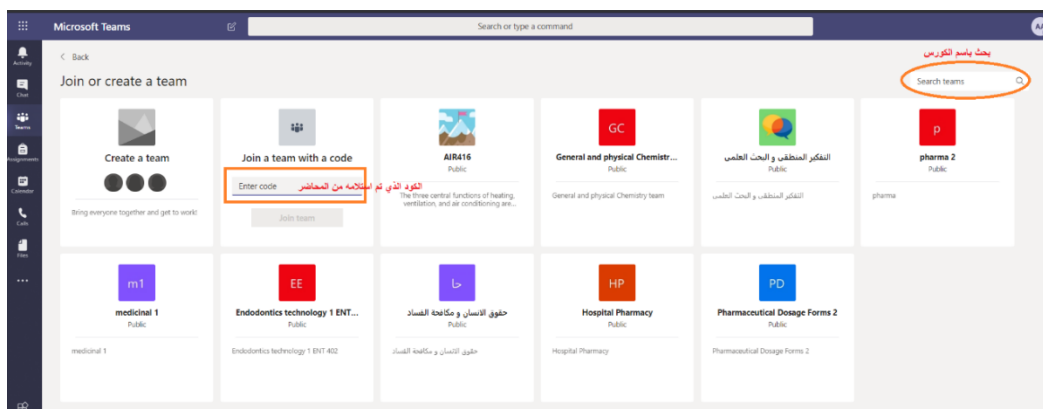 Microsoft Teams
Search or type a command
AA
Activity
Chat
Teams
Assignments
Calendar
Calls
Files
...
< Back
بحث باسم الكورس
Join or create a team
Search teams
Create a team
Bring everyone together and get to work!
Join a team with a code
Enter code
الكود الذي تم استلامه من المحاضر
Join team
AIR416
Public
The three central functions of heating,
ventilation, and air conditioning are...
GC
General and physical Chemistr...
Public
General and physical Chemistry team
التفكير المنطقى و البحث العلمى
Public
التفكير المنطقى و البحث العلمى
p
pharma 2
Public
pharma
m1
medicinal 1
Public
medicinal 1
EE
Endodontics technology 1 ENT...
Public
Endodontics technology 1 ENT 402
حا
حقوق الانسان و مكافحة الفساد
Public
حقوق الانسان و مكافحة الفساد
HP
Hospital Pharmacy
Public
Hospital Pharmacy
PD
Pharmaceutical Dosage Forms 2
Public
Pharmaceutical Dosage Forms 2